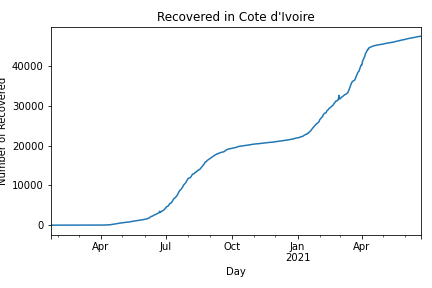 Recovered in Cote d'Ivoire
Number of Recovered
40000
30000
20000
10000
0
Apr
Jul
Oct
Jan
2021
Apr
Day